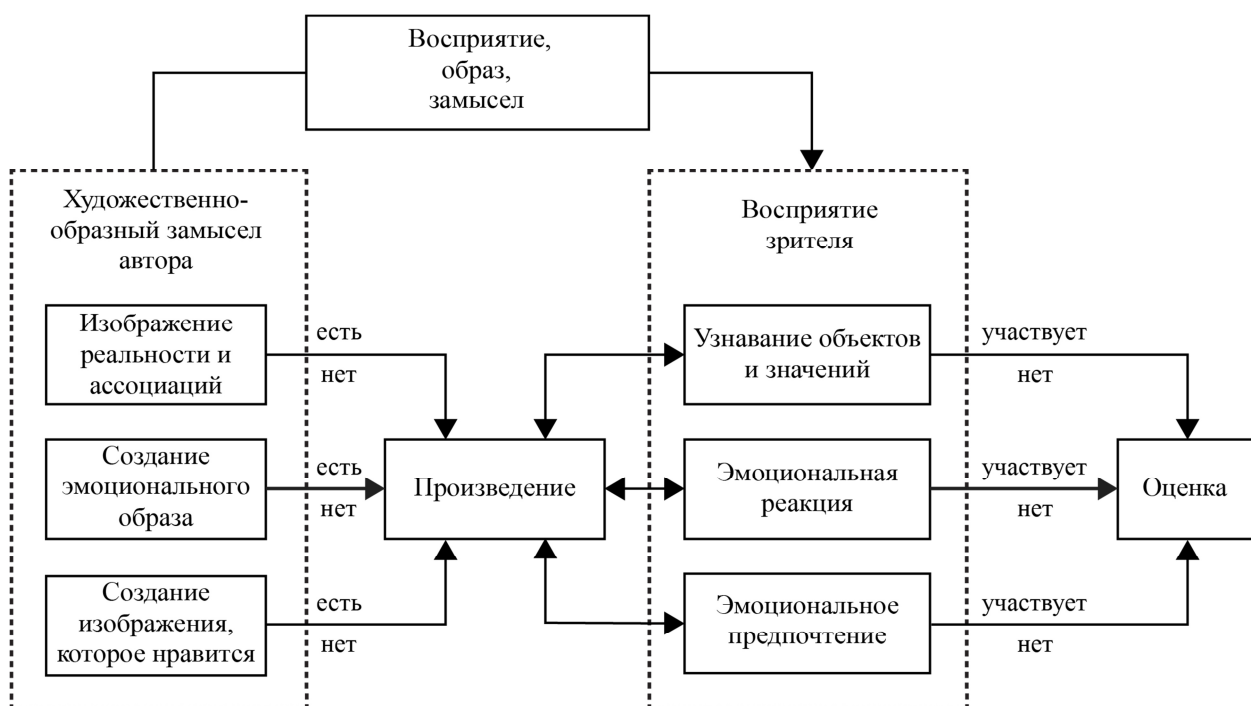 Восприятие,
образ,
замысел
Художественно-
образный замысел
автора
Восприятие
зрителя
Изображение
реальности и
ассоциаций
есть
нет
Узнавание объектов
и значений
участвует
нет
Создание
эмоционального
образа
есть
нет
Произведение
Эмоциональная
реакция
участвует
нет
Оценка
Создание
изображения,
которое нравится
есть
нет
Эмоциональное
предпочтение
участвует
нет